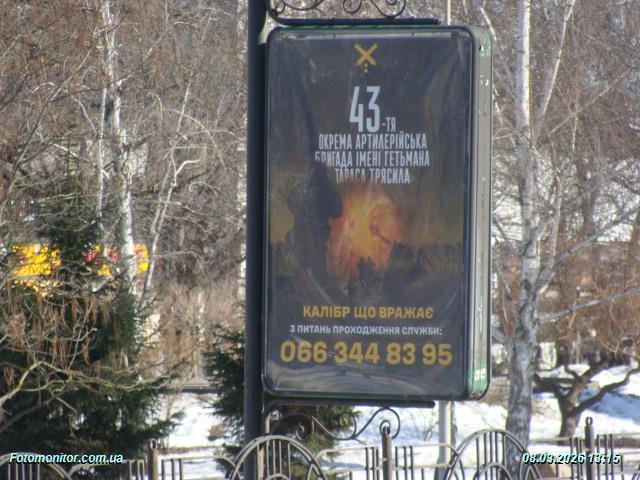 43-тя
ОКРЕМА АРТИЛЕРІЙСЬКА
БРИГАДА ІМЕНІ ГЕТЬМАНА
ТАРАСА ТРЯСИЛА
КАЛІБР ЩО ВРАЖАЄ
З ПИТАНЬ ПРОХОДЖЕННЯ СЛУЖБИ:
066 344 83 95
Fotomonitor.com.ua
08.03.2026 13:15